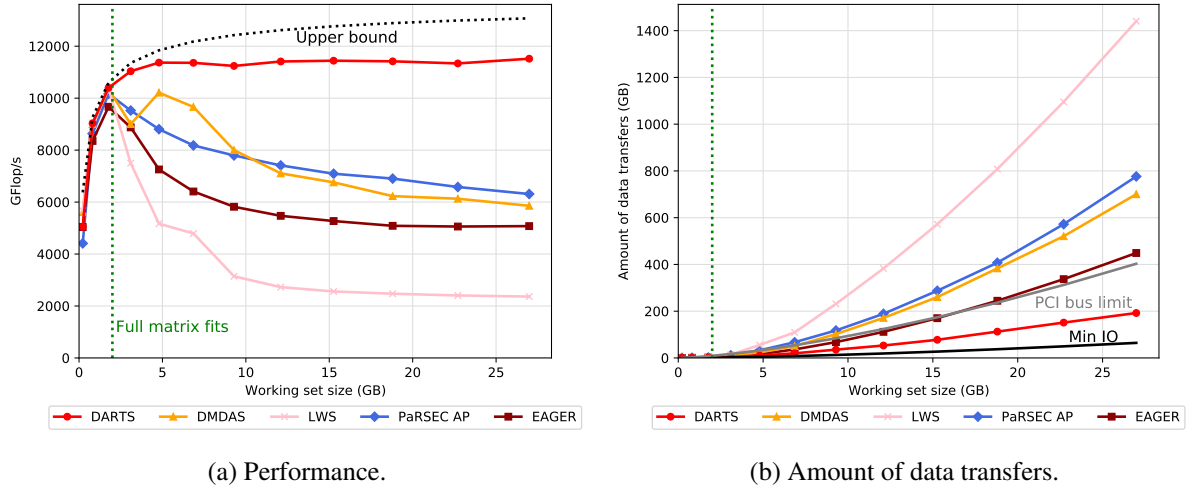 Upper bound
12000
10000
8000
6000
4000
2000
0
GFlop/s
Full matrix fits
0
5
10
15
20
25
Working set size (GB)
DARTS
DMDAS
LWS
PaRSEC AP
EAGER
(a) Performance.
1400
1200
1000
800
600
400
200
0
Amount of data transfers (GB)
PCI bus limit
Min IO
0
5
10
15
20
25
Working set size (GB)
DARTS
DMDAS
LWS
PaRSEC AP
EAGER
(b) Amount of data transfers.